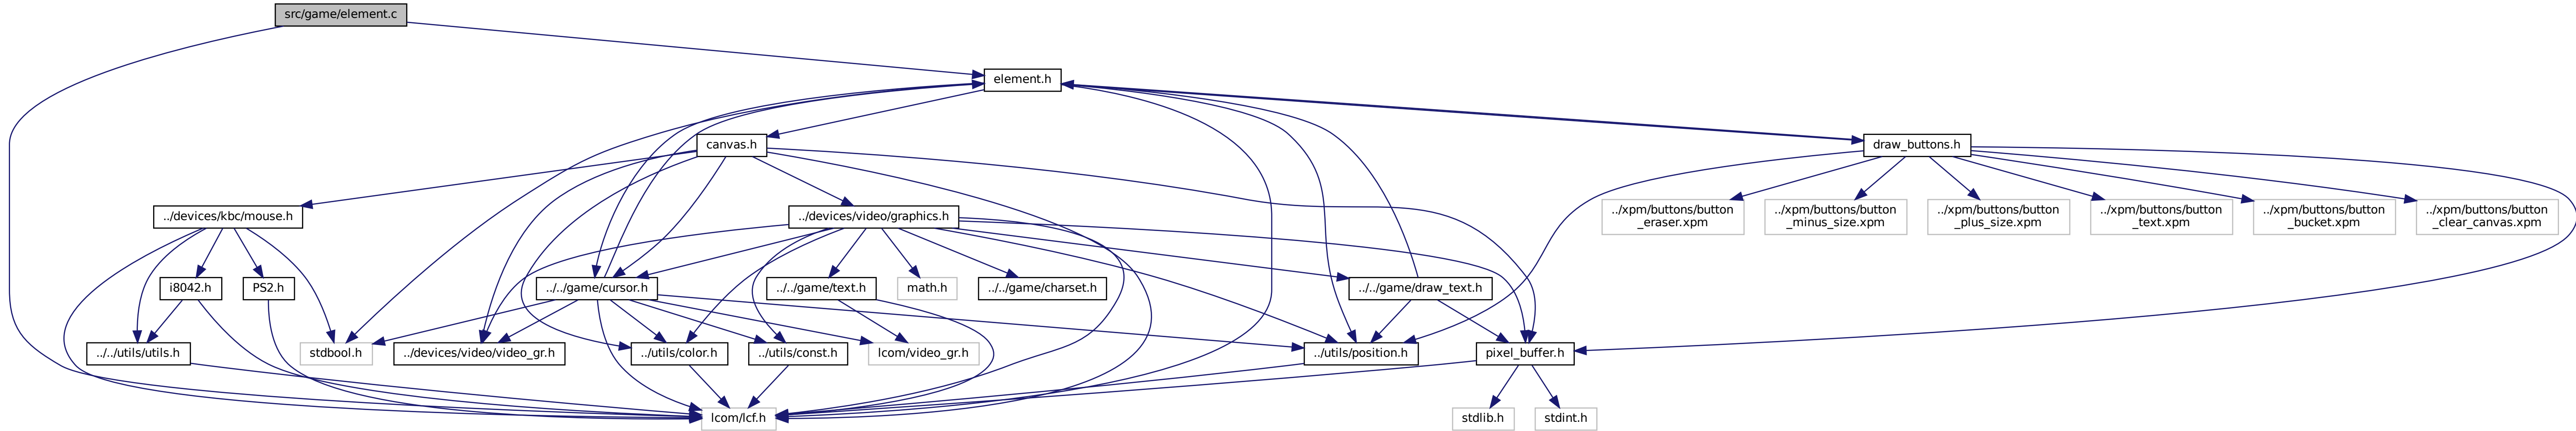 src/game/element.c
element.h
canvas.h
draw_buttons.h
../devices/kbc/mouse.h
../devices/video/graphics.h
../xpm/buttons/button
_eraser.xpm
../xpm/buttons/button
_minus_size.xpm
../xpm/buttons/button
_plus_size.xpm
../xpm/buttons/button
_text.xpm
../xpm/buttons/button
_bucket.xpm
../xpm/buttons/button
_clear_canvas.xpm
i8042.h
PS2.h
../../game/cursor.h
../../game/text.h
math.h
../../game/charset.h
../../game/draw_text.h
../../utils/utils.h
stdbool.h
../devices/video/video_gr.h
../utils/color.h
../utils/const.h
lcom/video_gr.h
../utils/position.h
pixel_buffer.h
lcom/lcf.h
stdlib.h
stdint.h